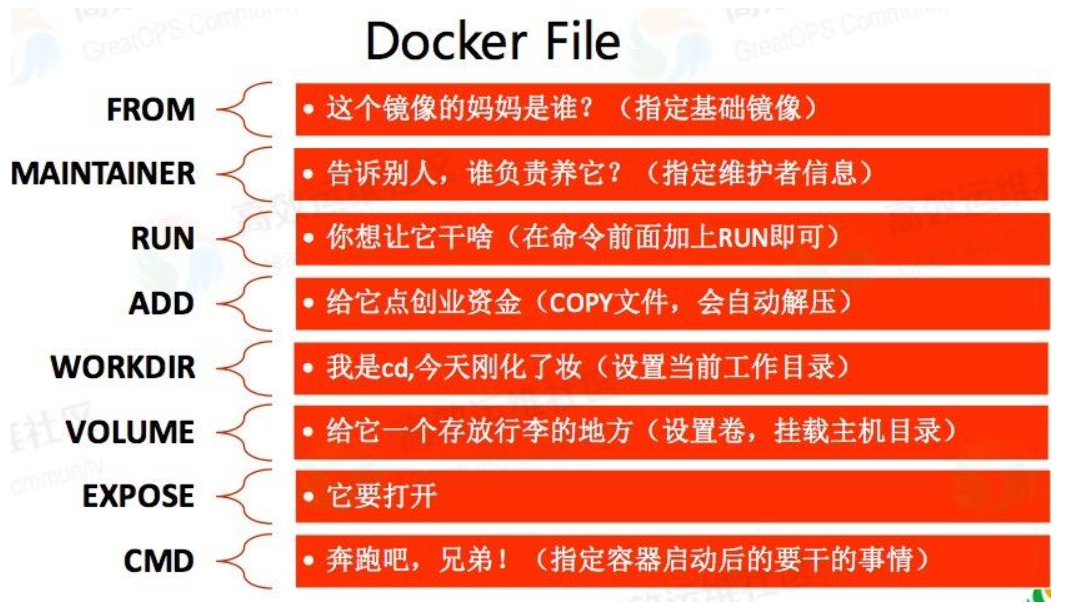 GreatOPS Community
GreatOPS Community
Docker File
FROM
• 这个镜像的妈妈是谁？（指定基础镜像）
MAINTAINER
• 告诉别人，谁负责养它？（指定维护者信息）
RUN
• 你想让它干啥（在命令前面加上RUN即可）
ADD
• 给它点创业资金（COPY文件，会自动解压）
WORKDIR
• 我是cd,今天刚化了妆（设置当前工作目录）
VOLUME
• 给它一个存放行李的地方（设置卷，挂载主机目录）
EXPOSE
• 它要打开
CMD
• 奔跑吧，兄弟！（指定容器启动后的要干的事情）